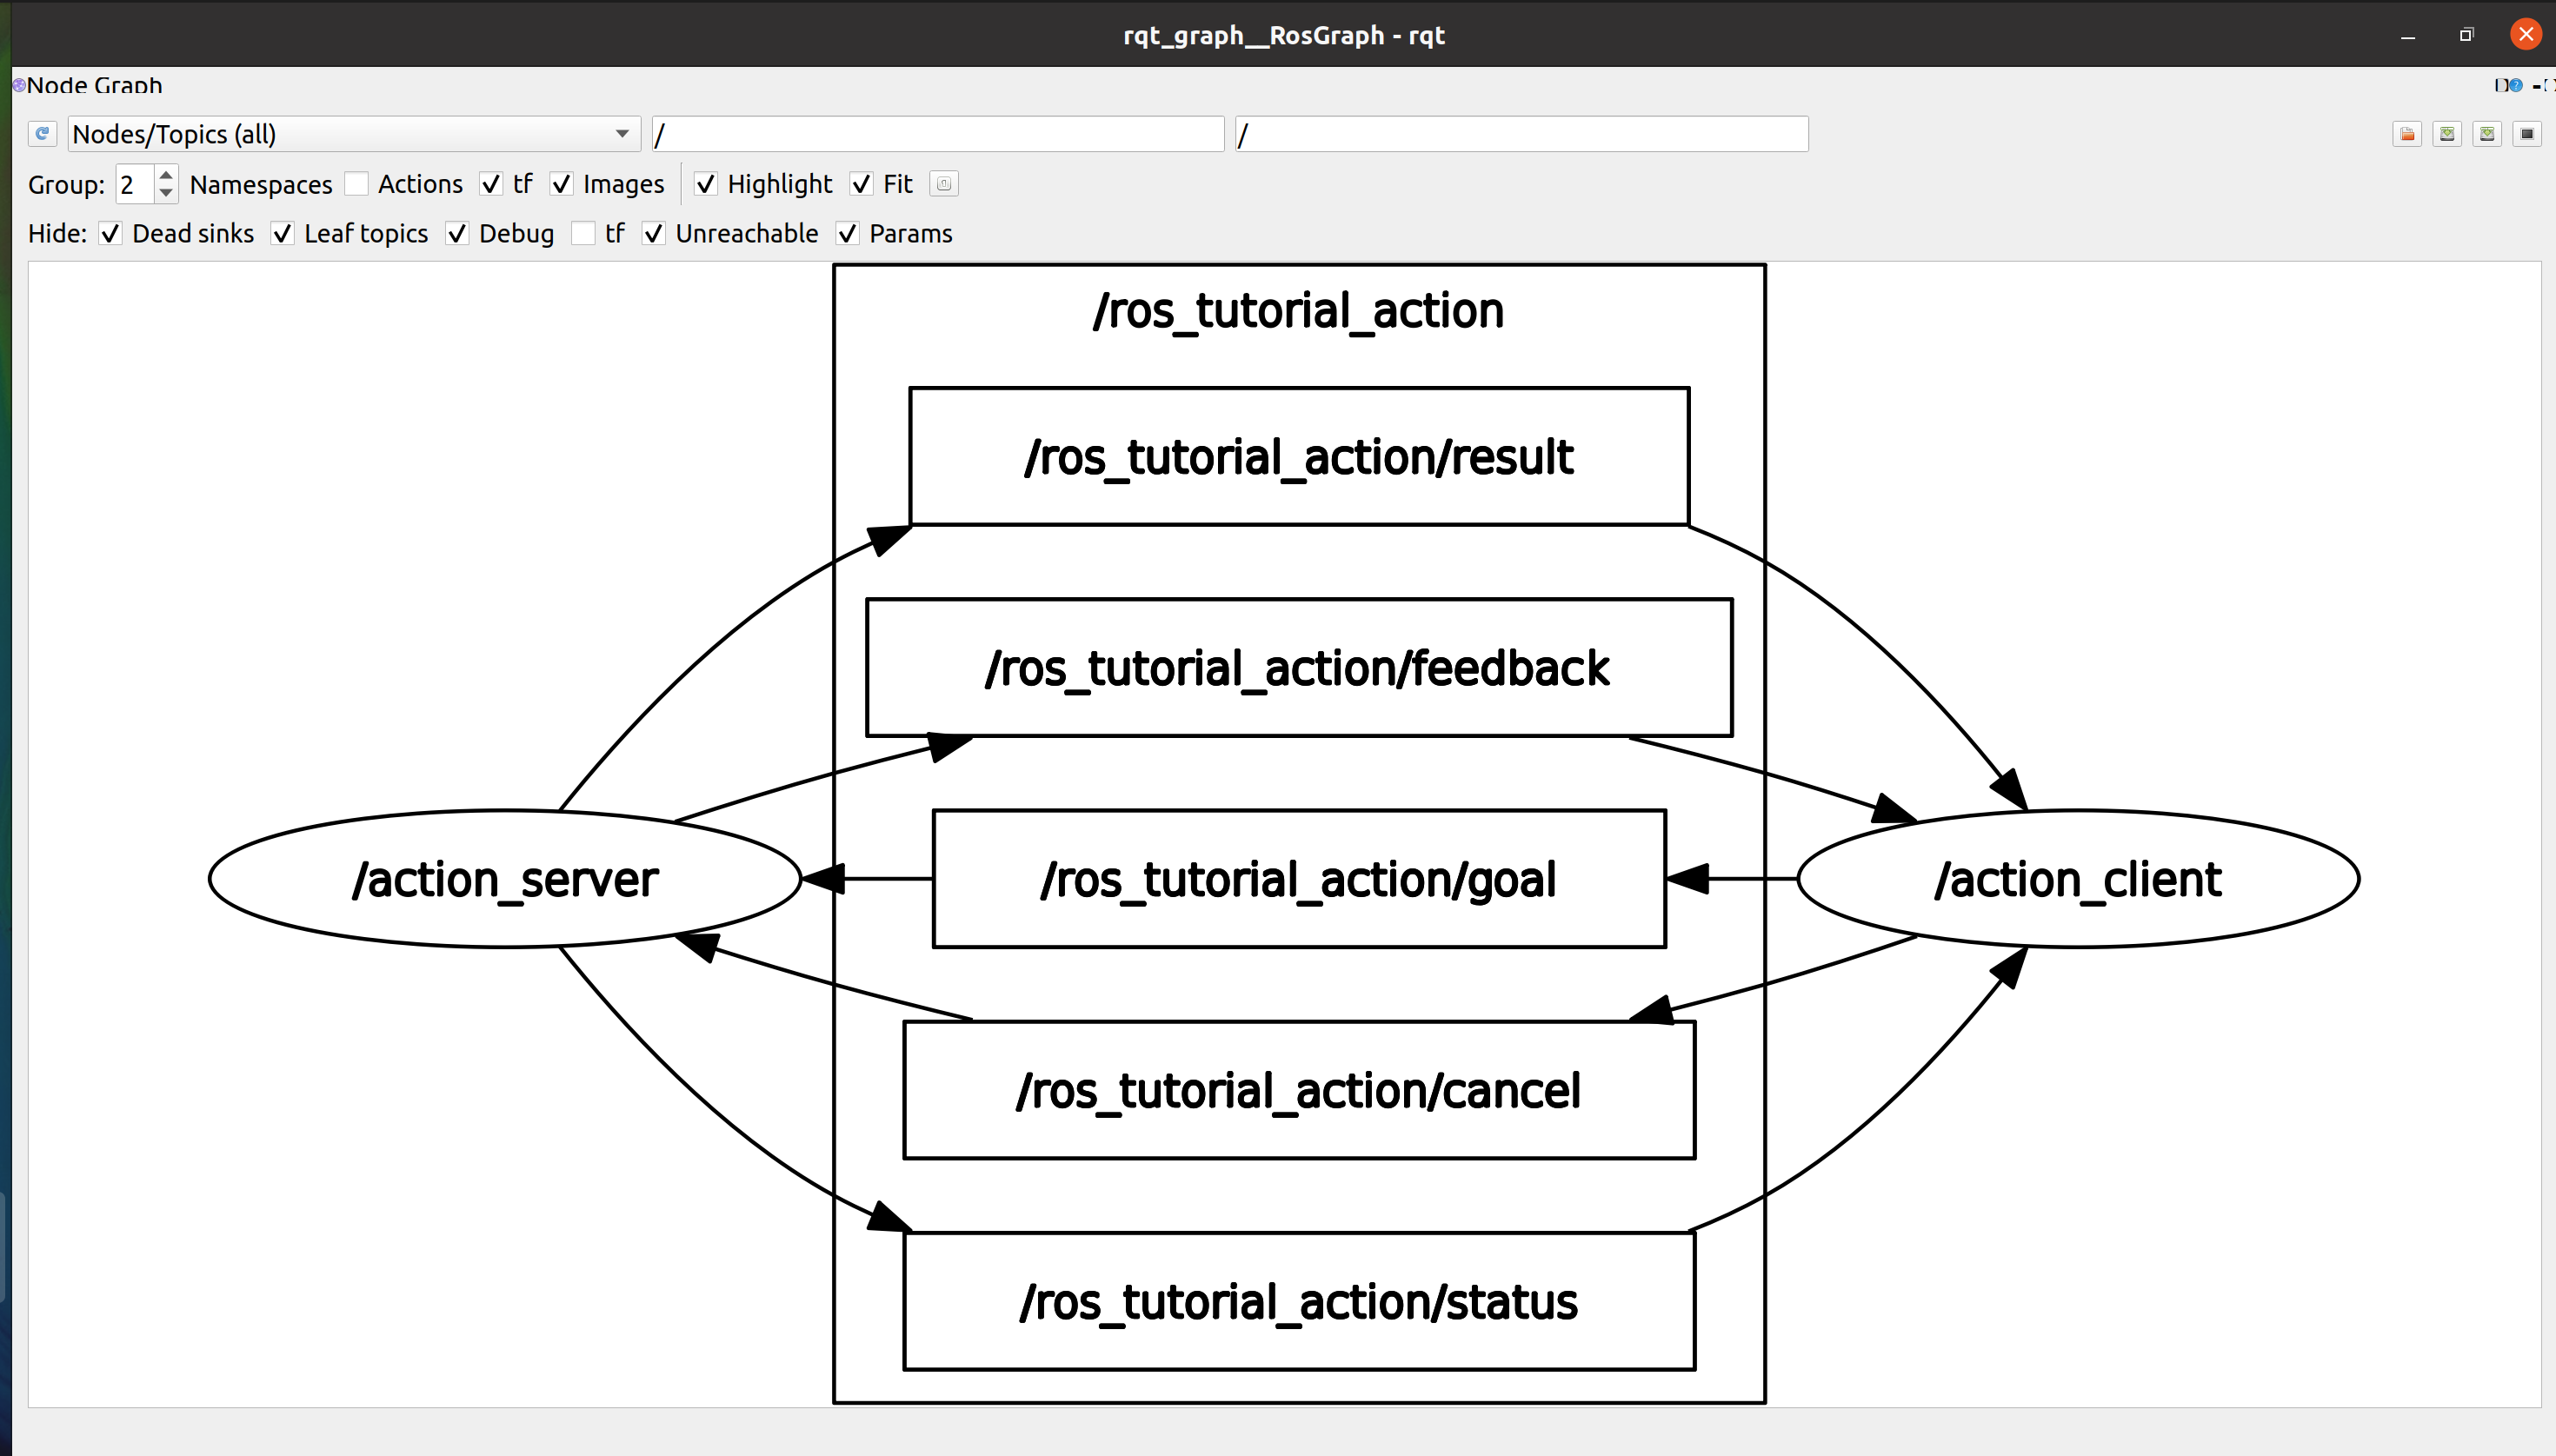 rqt_graph__RosGraph - rqt
Node Graph
Nodes/Topics (all) / /
Group: 2 Namespaces Actions tf Images Highlight Fit
Hide: Dead sinks Leaf topics Debug tf Unreachable Params
/ros_tutorial_action
/ros_tutorial_action/result
/ros_tutorial_action/feedback
/action_server
/ros_tutorial_action/goal
/action_client
/ros_tutorial_action/cancel
/ros_tutorial_action/status